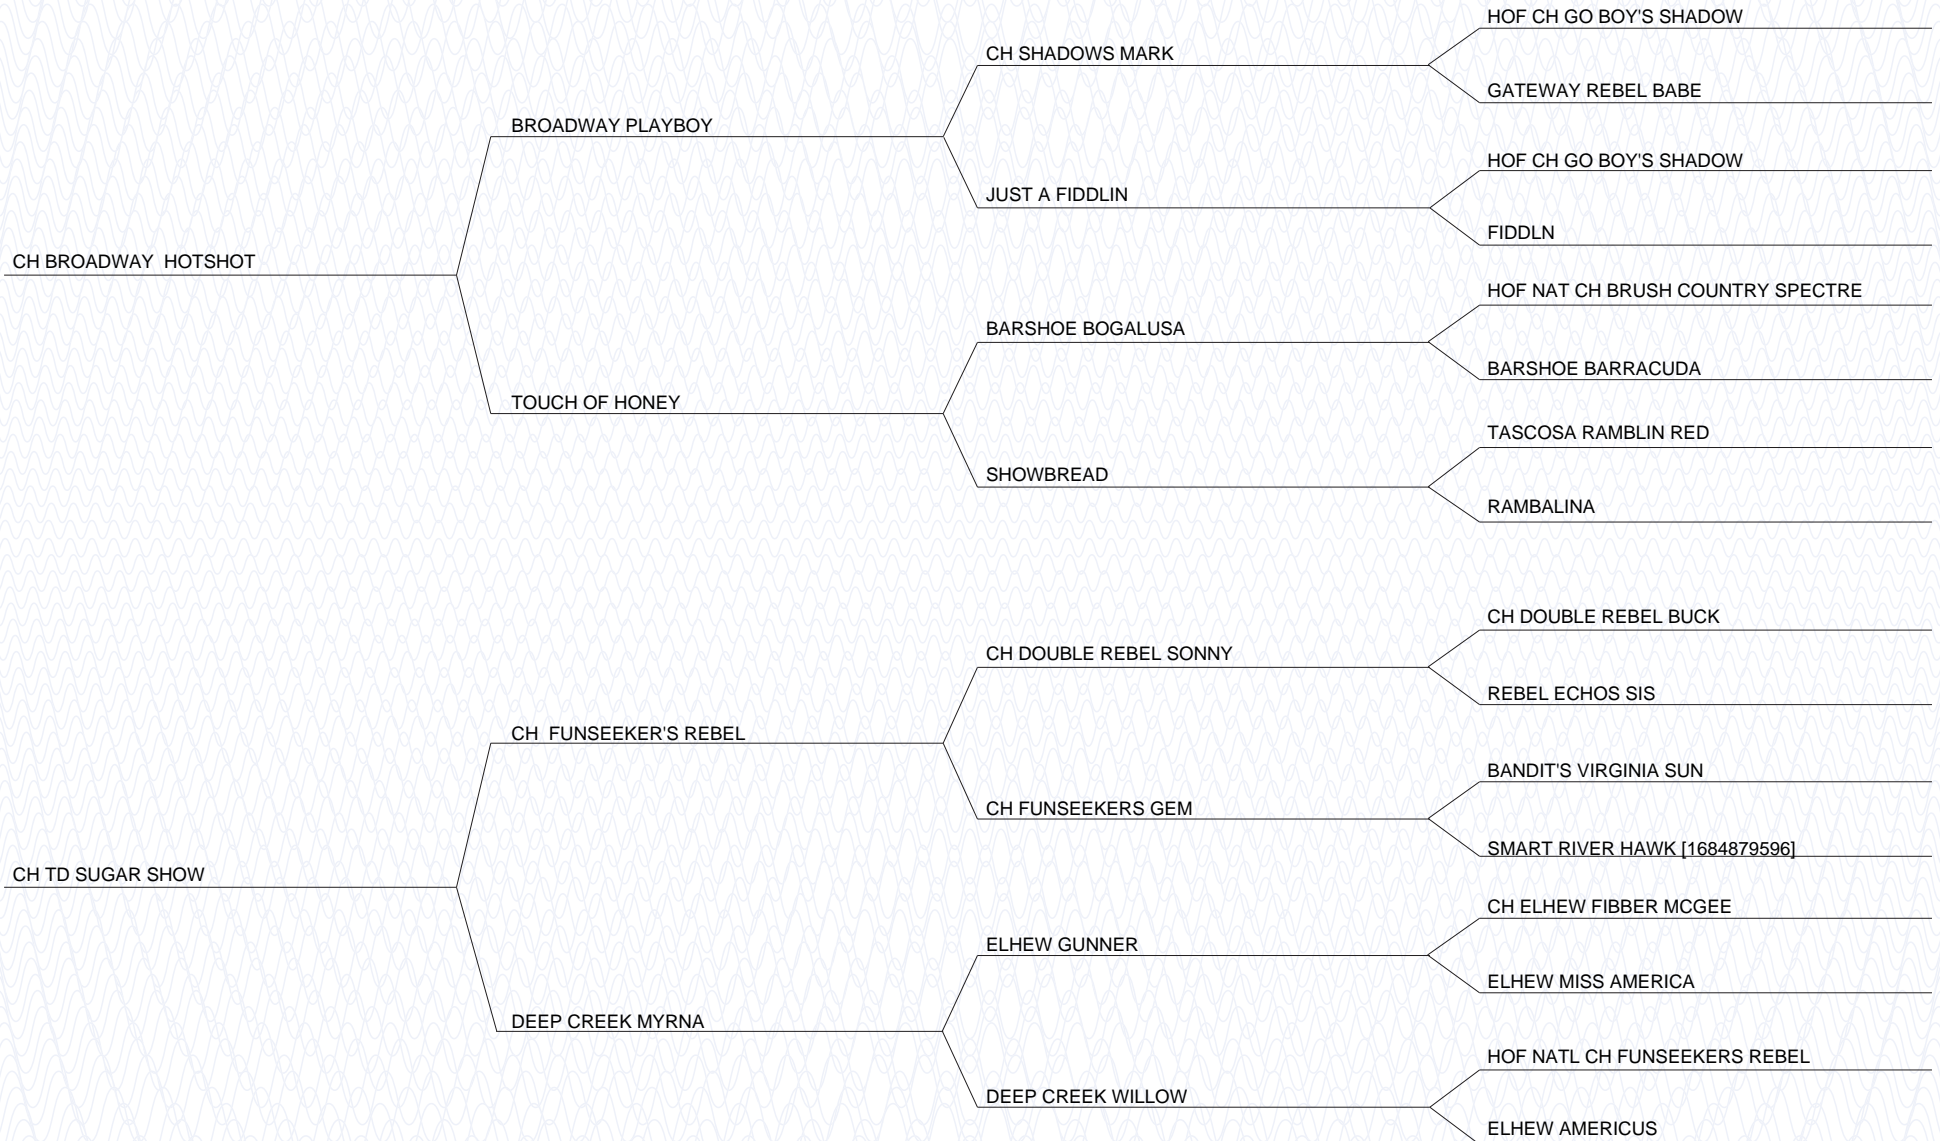 HOF CH GO BOY'S SHADOW
CH SHADOWS MARK
GATEWAY REBEL BABE
BROADWAY PLAYBOY
HOF CH GO BOY'S SHADOW
JUST A FIDDLIN
FIDDLN
CH BROADWAY  HOTSHOT
HOF NAT CH BRUSH COUNTRY SPECTRE
BARSHOE BOGALUSA
BARSHOE BARRACUDA
TOUCH OF HONEY
TASCOSA RAMBLIN RED
SHOWBREAD
RAMBALINA
CH DOUBLE REBEL BUCK
CH DOUBLE REBEL SONNY
REBEL ECHOS SIS
CH  FUNSEEKER'S REBEL
BANDIT'S VIRGINIA SUN
CH FUNSEEKERS GEM
SMART RIVER HAWK [1684879596]
CH TD SUGAR SHOW
CH ELHEW FIBBER MCGEE
ELHEW GUNNER
ELHEW MISS AMERICA
DEEP CREEK MYRNA
HOF NATL CH FUNSEEKERS REBEL
DEEP CREEK WILLOW
ELHEW AMERICUS